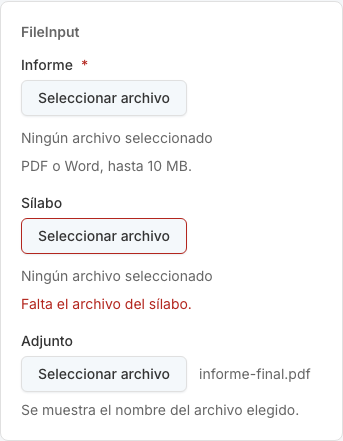 FileInput
Informe *
Seleccionar archivo
Ningún archivo seleccionado
PDF o Word, hasta 10 MB.
Sílabo
Seleccionar archivo
Ningún archivo seleccionado
Falta el archivo del sílabo.
Adjunto
Seleccionar archivo informe-final.pdf
Se muestra el nombre del archivo elegido.